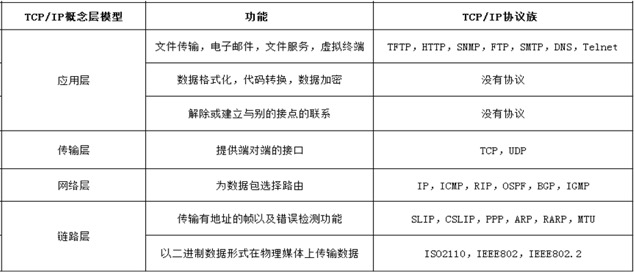 TCP/IP概念层模型 功能 TCP/IP协议族
应用层
文件传输，电子邮件，文件服务，虚拟终端 TFTP，HTTP，SNMP，FTP，SMTP，DNS，Telnet
数据格式化，代码转换，数据加密 没有协议
解除或建立与别的接点的联系 没有协议
传输层 提供端对端的接口 TCP，UDP
网络层 为数据包选择路由 IP，ICMP，RIP，OSPF，BGP，IGMP
链路层
传输有地址的帧以及错误检测功能 SLIP，CSLIP，PPP，ARP，RARP，MTU
以二进制数据形式在物理媒体上传输数据 ISO2110，IEEE802，IEEE802.2